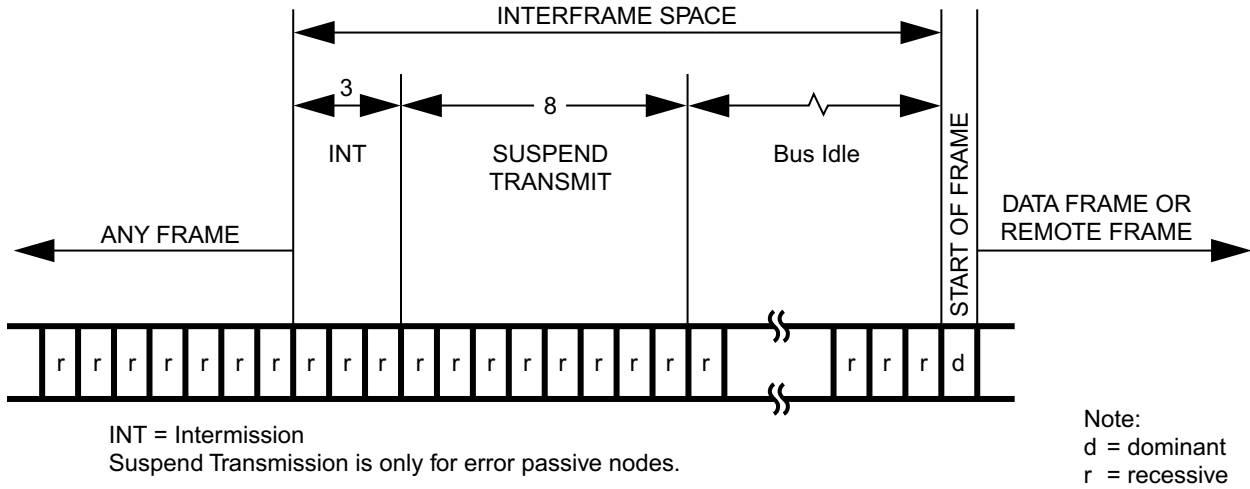 INTERFRAME SPACE
3
8
INT
SUSPEND
TRANSMIT
Bus Idle
START OF FRAME
ANY FRAME
DATA FRAME OR
REMOTE FRAME
r r r r r r r r r r r r r r r r r r r r r r d
INT = Intermission
Suspend Transmission is only for error passive nodes.
Note:
d = dominant
r = recessive